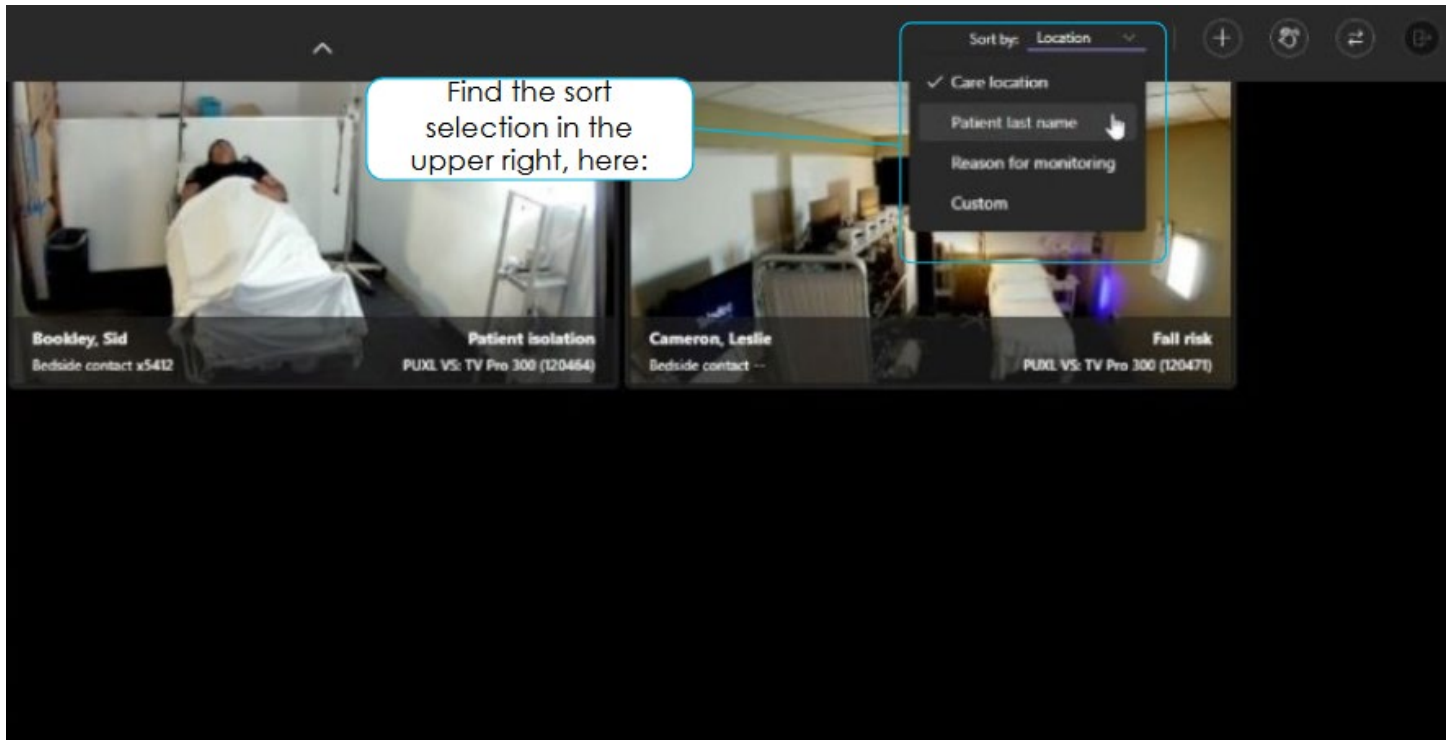 Sort by: Location
Care location
Patient last name
Reason for monitoring
Custom
Find the sort
selection in the
upper right, here:
Bookley, Sid
Patient isolation
Bedside contact x5412
PUXL VS: TV Pro 300 (120464)
Cameron, Leslie
Fall risk
Bedside contact --
PUXL VS: TV Pro 300 (120471)